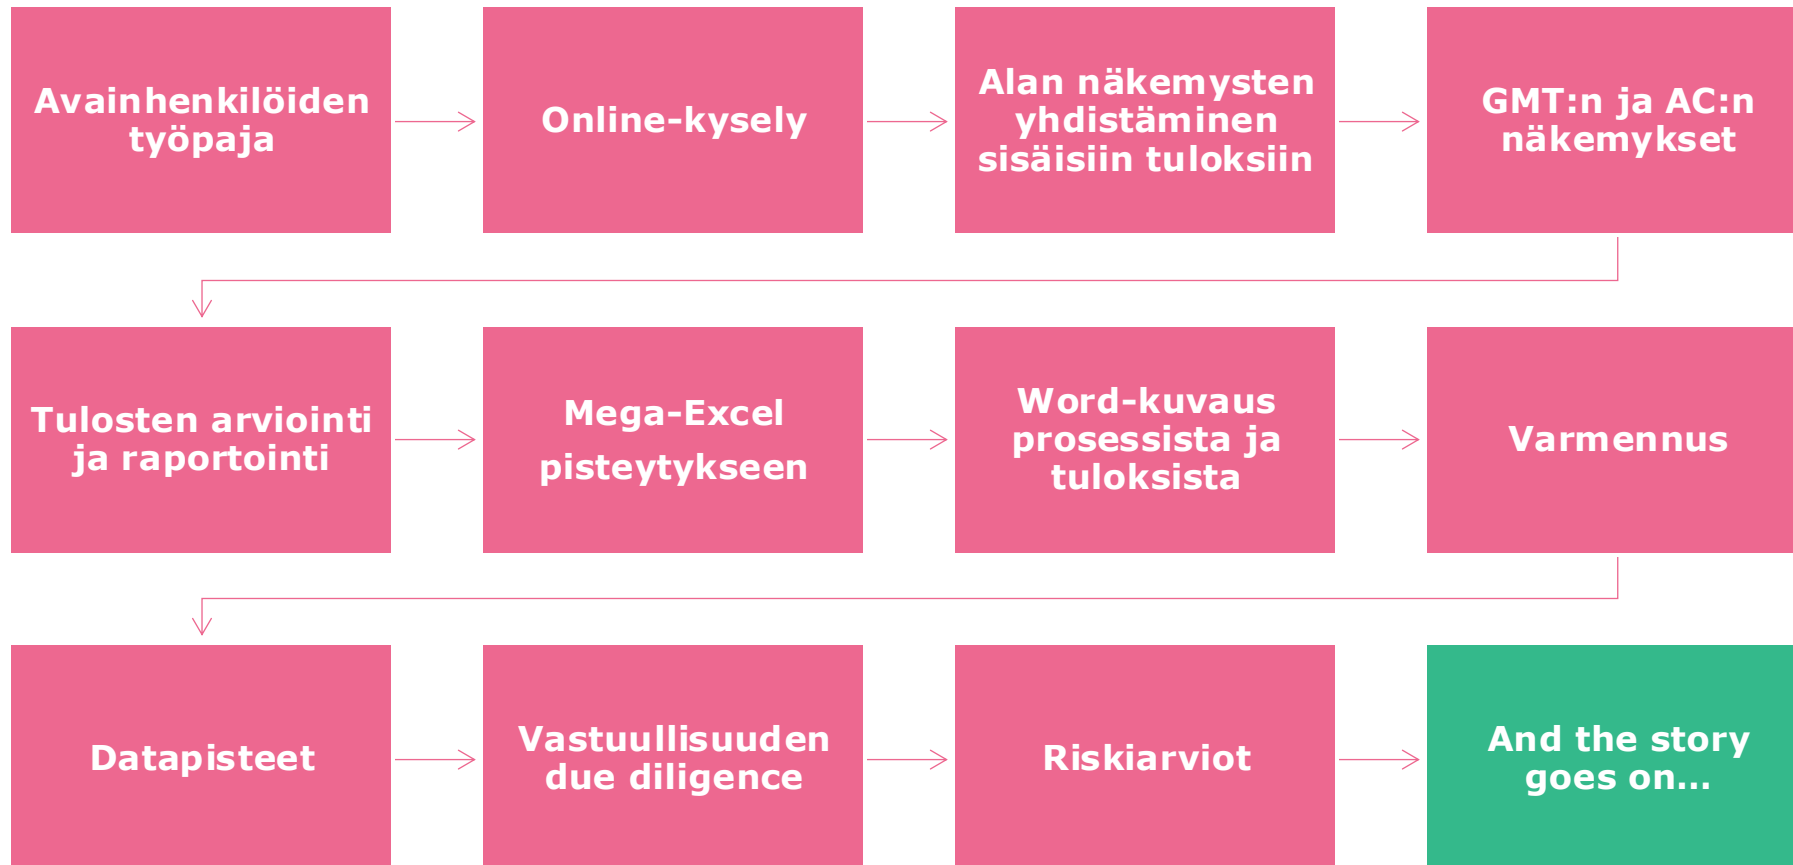 Avainhenkilöiden
työpaja
Online-kysely
Alan näkemysten
yhdistäminen
sisäisiin tuloksiin
GMT:n ja AC:n
näkemykset
Tulosten arviointi
ja raportointi
Mega-Excel
pisteytykseen
Word-kuvaus
prosessista ja
tuloksista
Varmennus
Datapisteet
Vastuullisuuden
due diligence
Riskiarviot
And the story
goes on…